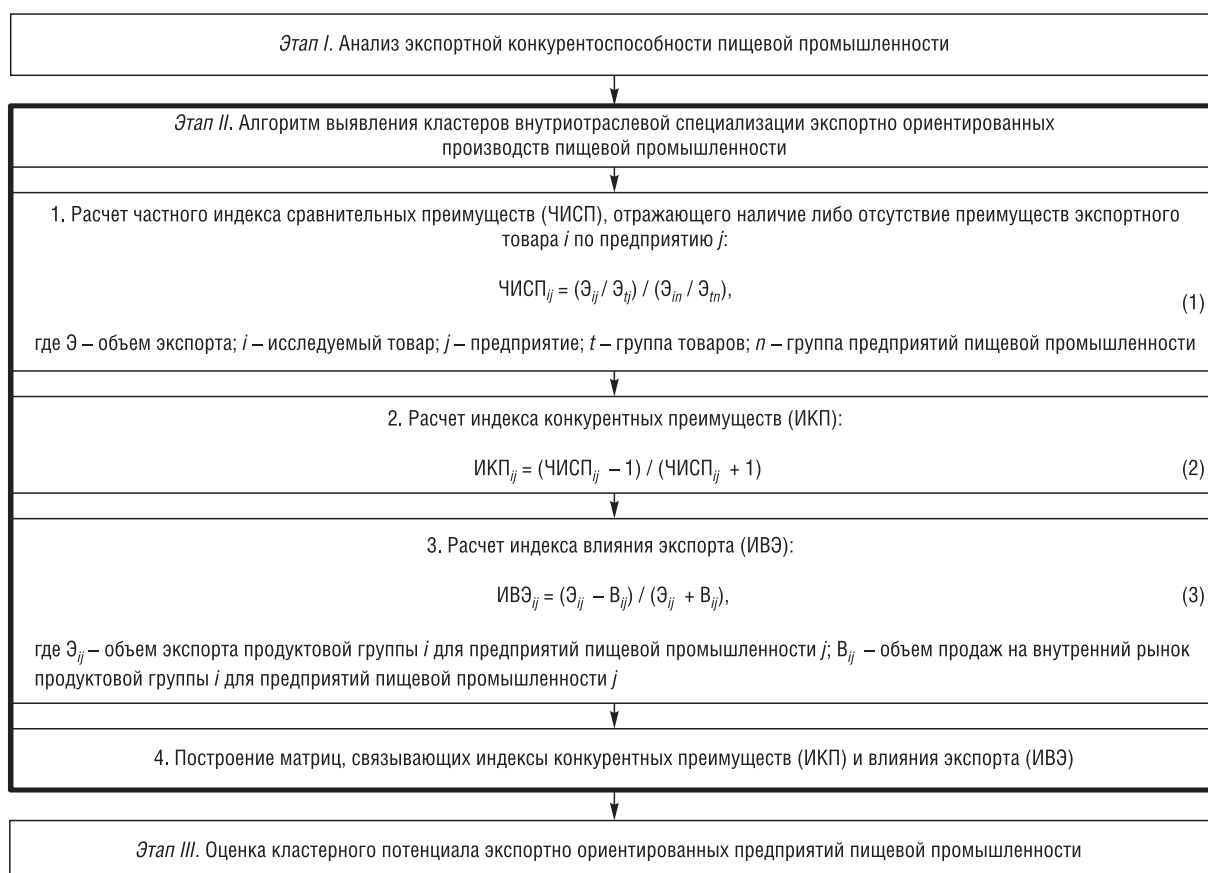 Этап I. Анализ экспортной конкурентоспособности пищевой промышленности
Этап II. Алгоритм выявления кластеров внутриотраслевой специализации экспортно ориентированных
производств пищевой промышленности
1. Расчет частного индекса сравнительных преимуществ (ЧИСП), отражающего наличие либо отсутствие преимуществ экспортного
товара i по предприятию j:
ЧИСПij = (Эij / Эtj) / (Эin / Эtn),
(1)
где Э – объем экспорта; i – исследуемый товар; j – предприятие; t – группа товаров; n – группа предприятий пищевой промышленности
2. Расчет индекса конкурентных преимуществ (ИКП):
ИКПij = (ЧИСПij – 1) / (ЧИСПij + 1) (2)
3. Расчет индекса влияния экспорта (ИВЭ):
ИВЭij = (Эij – Вij) / (Эij + Вij), (3)
где Эij – объем экспорта продуктовой группы i для предприятий пищевой промышленности j; Вij – объем продаж на внутренний рынок
продуктовой группы i для предприятий пищевой промышленности j
4. Построение матриц, связывающих индексы конкурентных преимуществ (ИКП) и влияния экспорта (ИВЭ)
Этап III. Оценка кластерного потенциала экспортно ориентированных предприятий пищевой промышленности